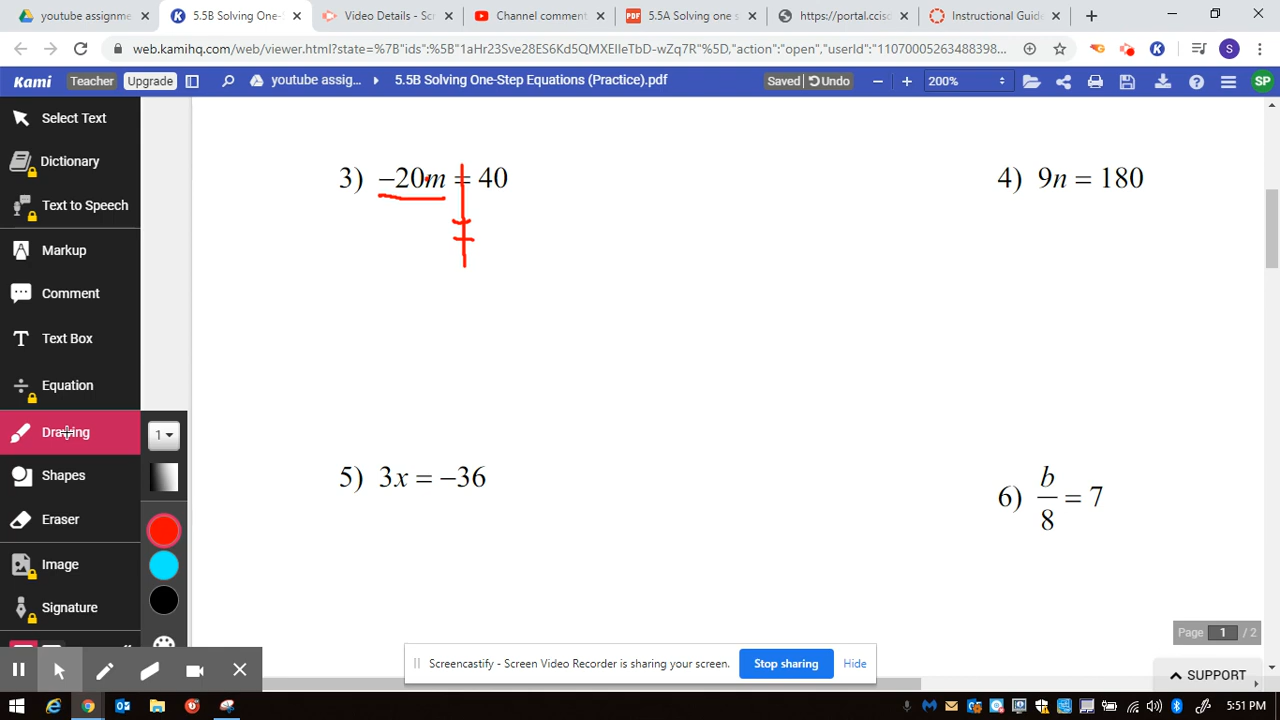 youtube assignme
5.5B Solving One-S
Video Details - Scr
Channel comment
5.5A Solving one
https://portal.ccisc
Instructional Guide
web.kamihq.com/web/viewer.html?state=%7B"ids"%5B"1aHr23Sve28ES6Kd5QMXEIIeTbD-wZq7R"%5D,"action":"open","userId":"11070005263488398...
Kami
Teacher
Upgrade
youtube assig...
5.5B Solving One-Step Equations (Practice).pdf
Saved Undo
200%
SP
Select Text
Dictionary
Text to Speech
Markup
Comment
Text Box
Equation
Drawing
Shapes
Eraser
Image
Signature
1
3) −20m = 40
4) 9n = 180
5) 3x = −36
6) b/8 = 7
Page 1 / 2
Screencastify - Screen Video Recorder is sharing your screen.
Stop sharing
Hide
SUPPORT
5:51 PM